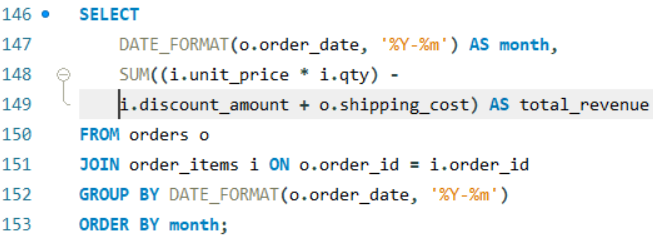 146 SELECT
147 DATE_FORMAT(o.order_date, '%Y-%m') AS month,
148 SUM((i.unit_price * i.qty) -
149 i.discount_amount + o.shipping_cost) AS total_revenue
150 FROM orders o
151 JOIN order_items i ON o.order_id = i.order_id
152 GROUP BY DATE_FORMAT(o.order_date, '%Y-%m')
153 ORDER BY month;